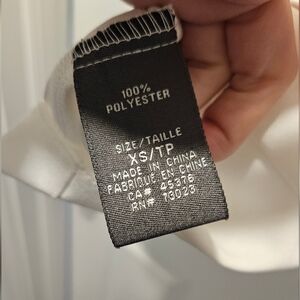 100%
POLYESTER
SIZE/TAILLE
XS/TP
MADE IN CHINA
FABRIQUÉ EN CHINE
CA# 45376
RN# 73023